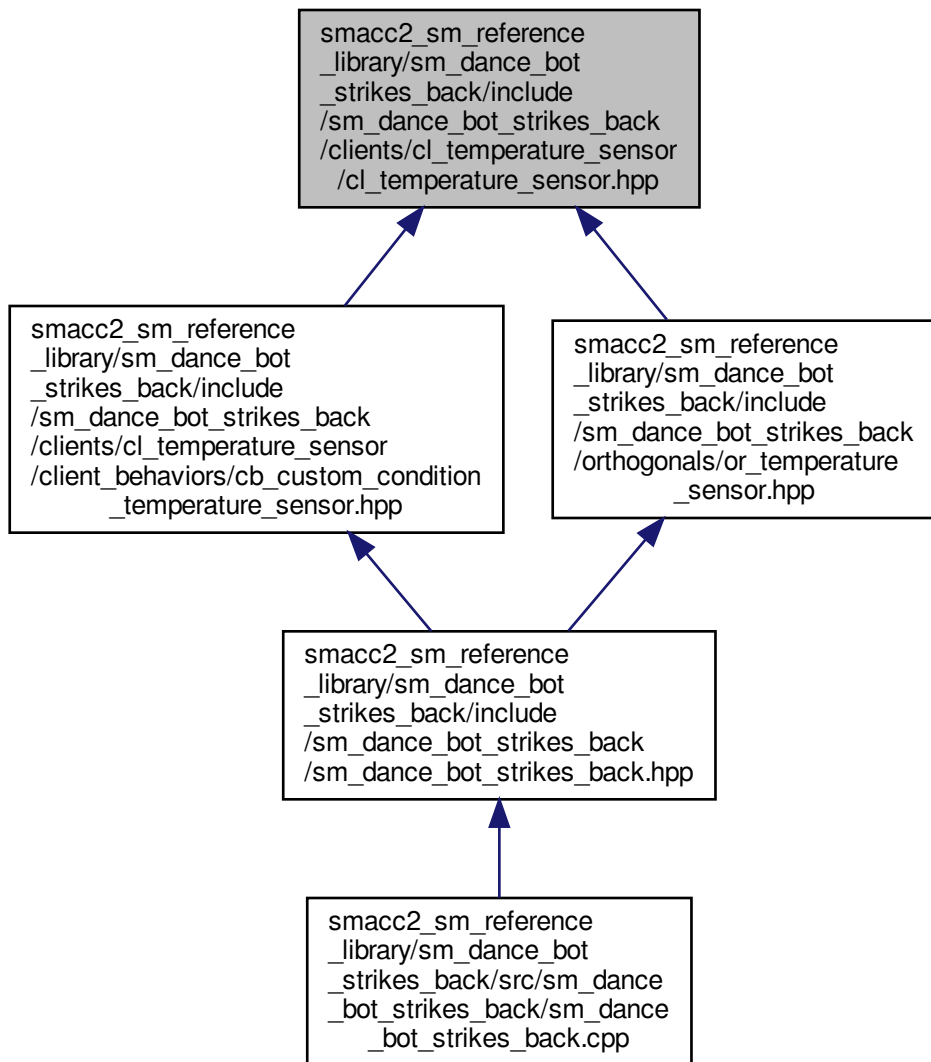 smacc2_sm_reference
_library/sm_dance_bot
_strikes_back/include
/sm_dance_bot_strikes_back
/clients/cl_temperature_sensor
/cl_temperature_sensor.hpp
smacc2_sm_reference
_library/sm_dance_bot
_strikes_back/include
/sm_dance_bot_strikes_back
/clients/cl_temperature_sensor
/client_behaviors/cb_custom_condition
_temperature_sensor.hpp
smacc2_sm_reference
_library/sm_dance_bot
_strikes_back/include
/sm_dance_bot_strikes_back
/orthogonals/or_temperature
_sensor.hpp
smacc2_sm_reference
_library/sm_dance_bot
_strikes_back/include
/sm_dance_bot_strikes_back
/sm_dance_bot_strikes_back.hpp
smacc2_sm_reference
_library/sm_dance_bot
_strikes_back/src/sm_dance
_bot_strikes_back/sm_dance
_bot_strikes_back.cpp